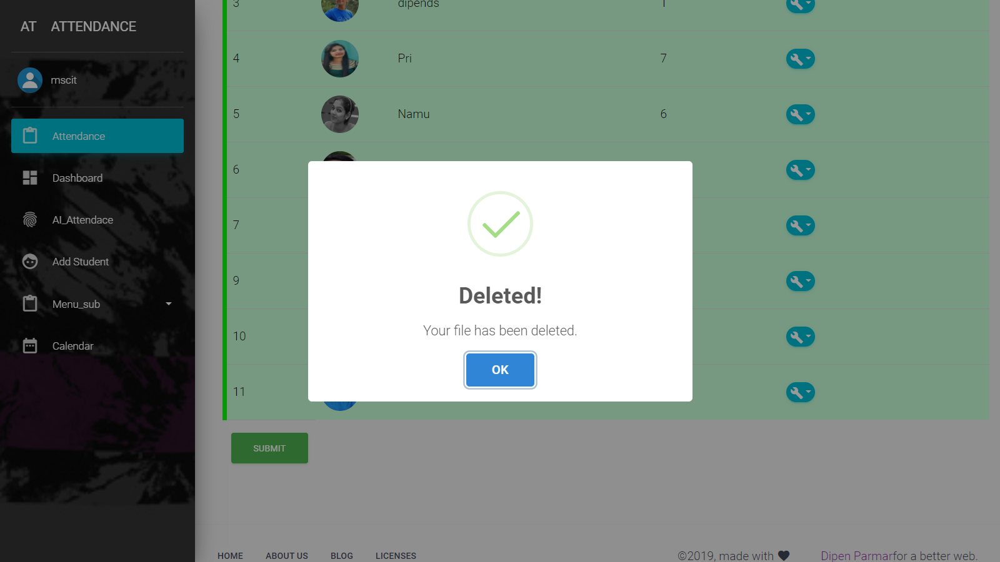 AT ATTENDANCE
mscit
Attendance
Dashboard
AI_Attendace
Add Student
Menu_sub
Calendar
3 dipends 1
4 Pri 7
5 Namu 6
6
7
9
10
11
Deleted!
Your file has been deleted.
OK
SUBMIT
HOME ABOUT US BLOG LICENSES
©2019, made with Dipen Parmarfor a better web.